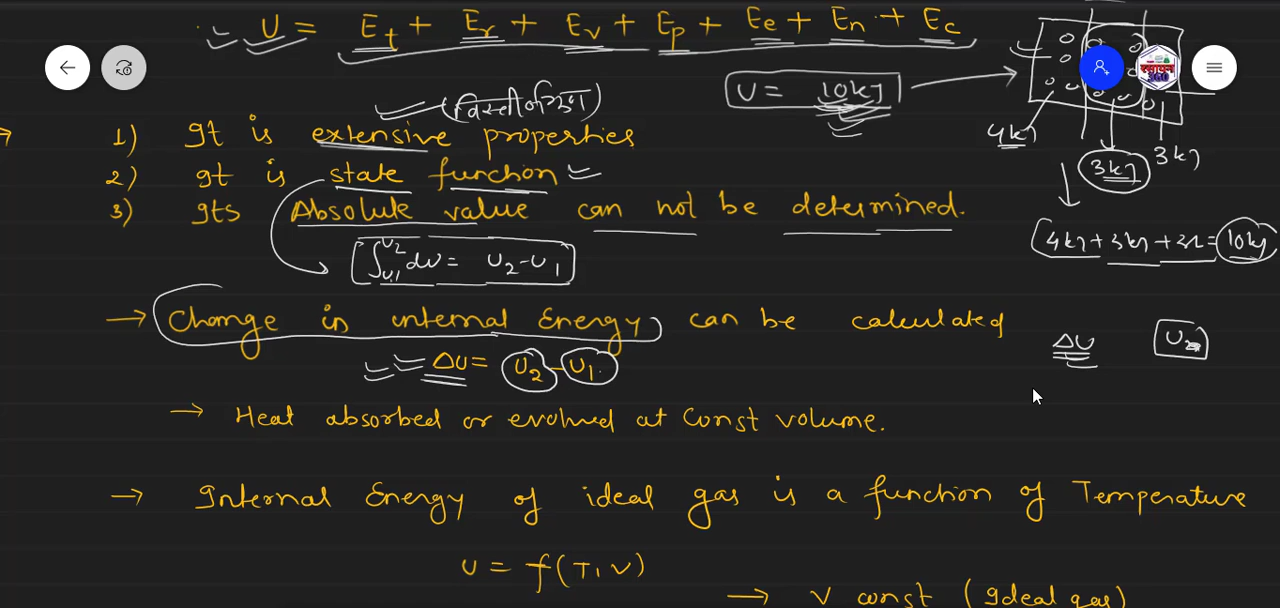 U = Et + Er + Ev + Ep + Ee + En + Ec
U = 10kJ
1) It is extensive properties
4kJ
3kJ
3kJ
2) It is state function
3) Its Absolute value can not be determined.
4kJ + 3kJ + 3k = 10kJ
∫U1U2 dU = U2 - U1
→ Change in internal Energy can be calculated
ΔU
U2
ΔU = U2 - U1
→ Heat absorbed or evolved at Const volume.
→ Internal Energy of ideal gas is a function of Temperature
U = f(T, V)
→ V const (Ideal gas)